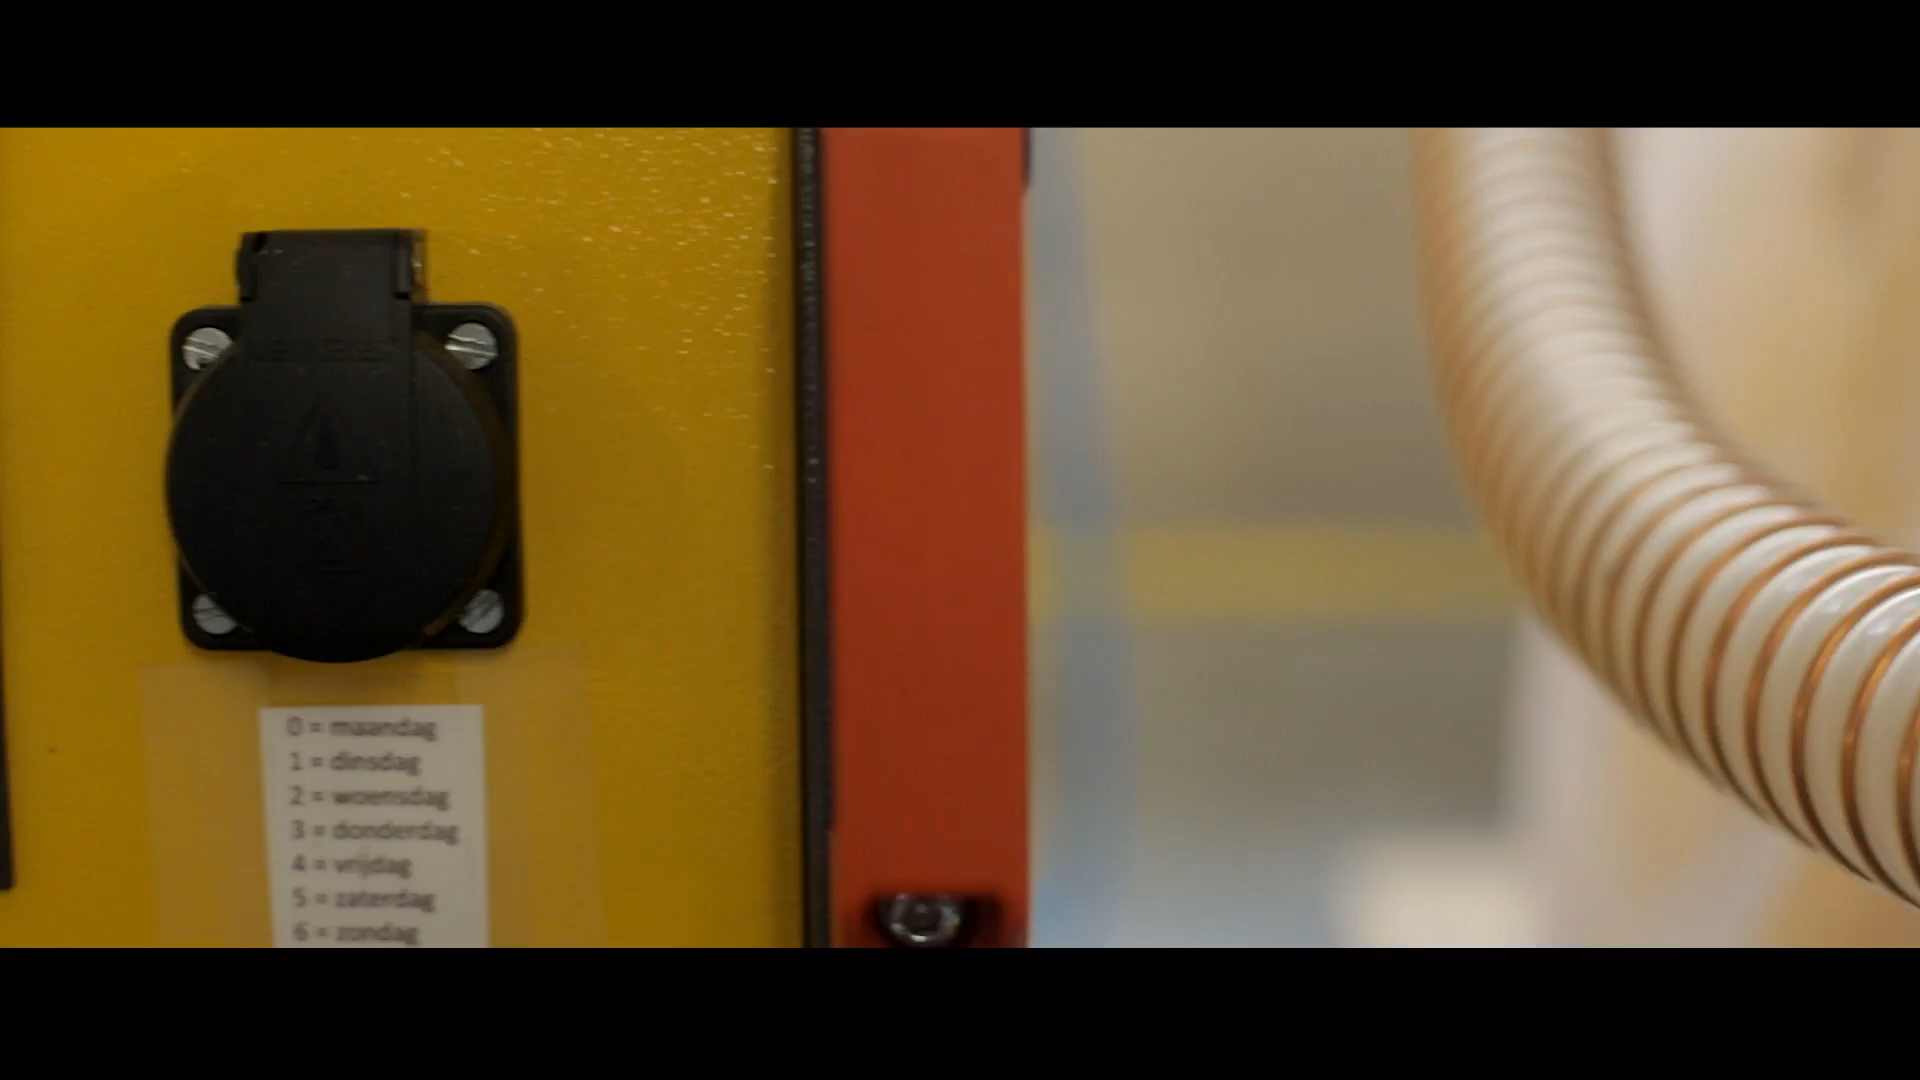 0 = maandag
1 = dinsdag
2 = woensdag
3 = donderdag
4 = vrijdag
5 = zaterdag
6 = zondag